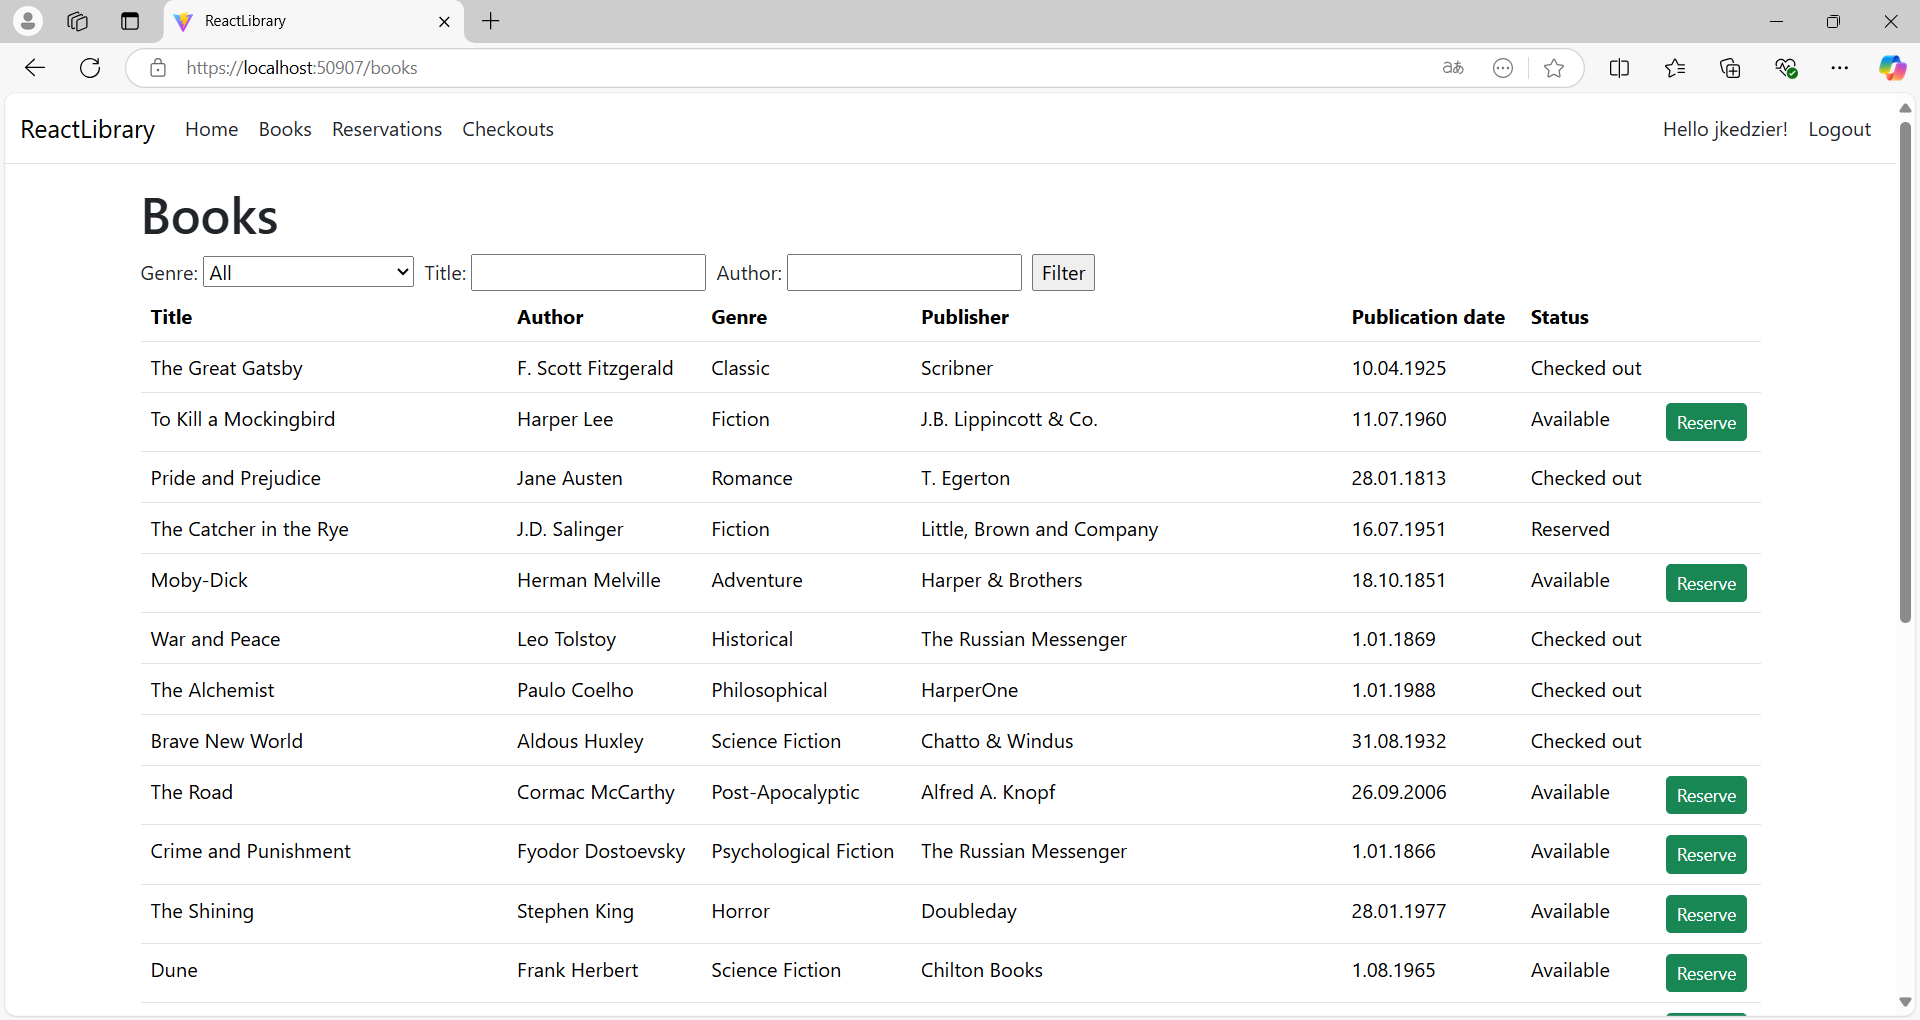 ReactLibrary
https://localhost:50907/books
ReactLibrary Home Books Reservations Checkouts Hello jkedzier! Logout
Books
Genre: All Title: Author: Filter
Title Author Genre Publisher Publication date Status
The Great Gatsby F. Scott Fitzgerald Classic Scribner 10.04.1925 Checked out
To Kill a Mockingbird Harper Lee Fiction J.B. Lippincott & Co. 11.07.1960 Available Reserve
Pride and Prejudice Jane Austen Romance T. Egerton 28.01.1813 Checked out
The Catcher in the Rye J.D. Salinger Fiction Little, Brown and Company 16.07.1951 Reserved
Moby-Dick Herman Melville Adventure Harper & Brothers 18.10.1851 Available Reserve
War and Peace Leo Tolstoy Historical The Russian Messenger 1.01.1869 Checked out
The Alchemist Paulo Coelho Philosophical HarperOne 1.01.1988 Checked out
Brave New World Aldous Huxley Science Fiction Chatto & Windus 31.08.1932 Checked out
The Road Cormac McCarthy Post-Apocalyptic Alfred A. Knopf 26.09.2006 Available Reserve
Crime and Punishment Fyodor Dostoevsky Psychological Fiction The Russian Messenger 1.01.1866 Available Reserve
The Shining Stephen King Horror Doubleday 28.01.1977 Available Reserve
Dune Frank Herbert Science Fiction Chilton Books 1.08.1965 Available Reserve